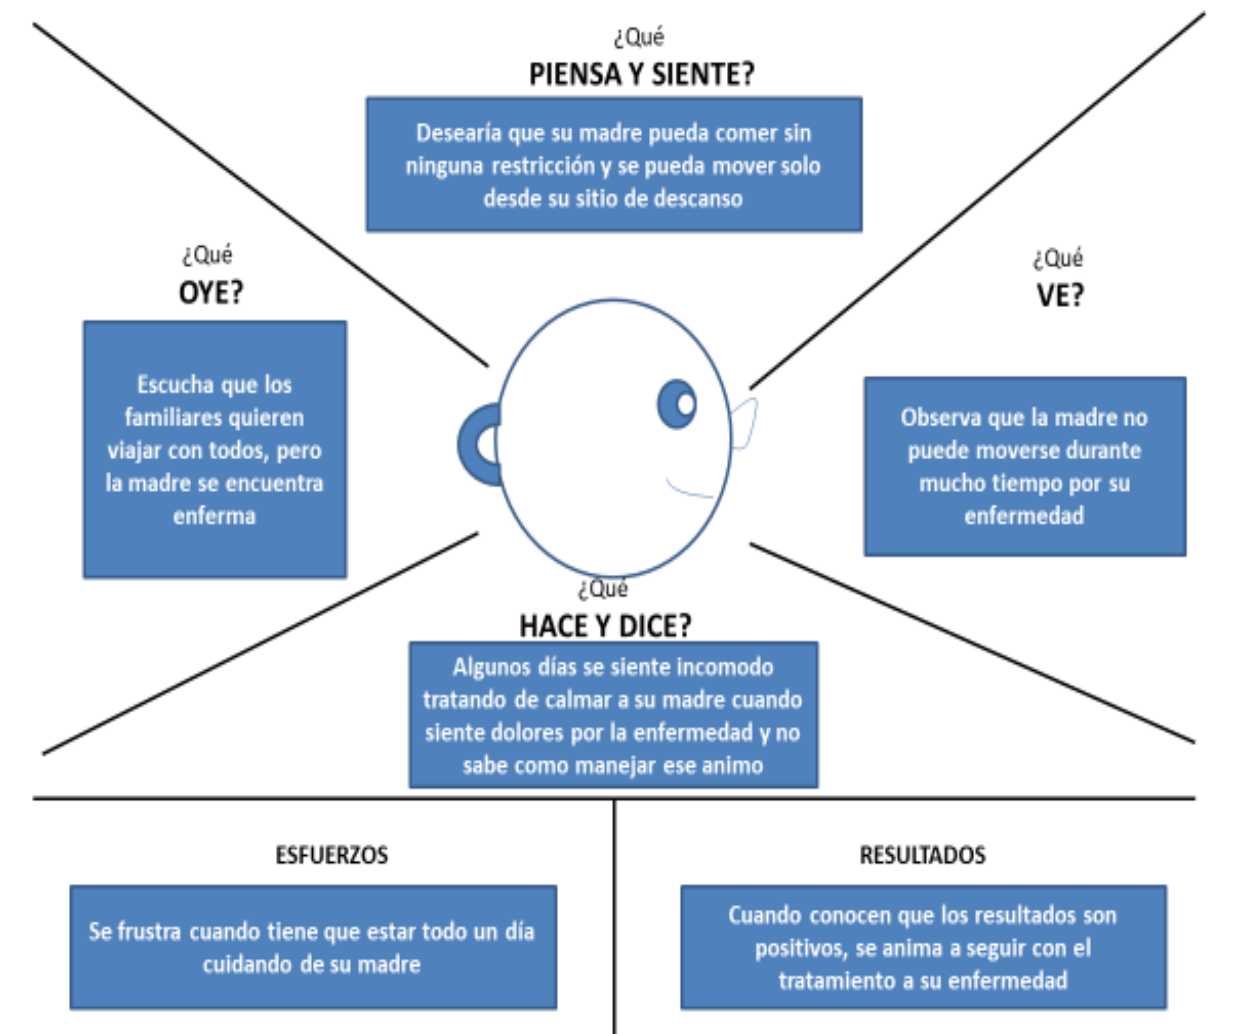 ¿Qué
PIENSA Y SIENTE?
Desearía que su madre pueda comer sin
ninguna restricción y se pueda mover solo
desde su sitio de descanso
¿Qué
OYE?
Escucha que los
familiares quieren
viajar con todos, pero
la madre se encuentra
enferma
¿Qué
VE?
Observa que la madre no
puede moverse durante
mucho tiempo por su
enfermedad
¿Qué
HACE Y DICE?
Algunos días se siente incomodo
tratando de calmar a su madre cuando
siente dolores por la enfermedad y no
sabe como manejar ese animo
ESFUERZOS
Se frustra cuando tiene que estar todo un día
cuidando de su madre
RESULTADOS
Cuando conocen que los resultados son
positivos, se anima a seguir con el
tratamiento a su enfermedad